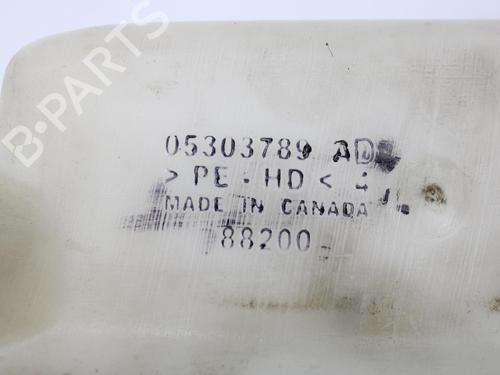 B-PARTS
05303789 AD
> PE - HD <
MADE IN CANADA
88200